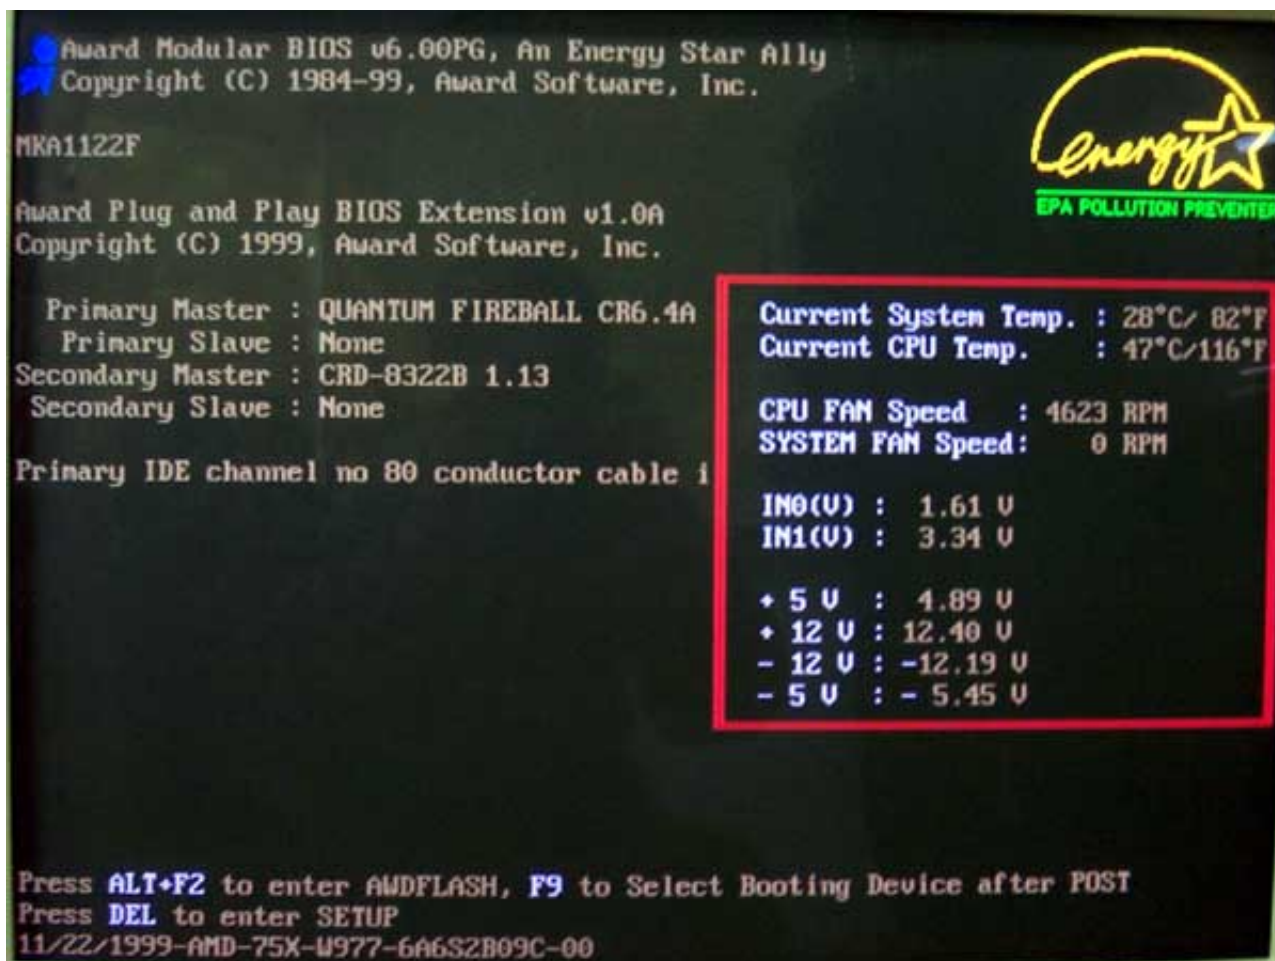 Award Modular BIOS v6.00PG, An Energy Star Ally
Copyright (C) 1984-99, Award Software, Inc.
energy
EPA POLLUTION PREVENTER
MKA1122F
Award Plug and Play BIOS Extension v1.0A
Copyright (C) 1999, Award Software, Inc.
Primary Master : QUANTUM FIREBALL CR6.4A
Primary Slave : None
Secondary Master : CRD-8322B 1.13
Secondary Slave : None
Primary IDE channel no 80 conductor cable i
Current System Temp. : 28°C/ 82°F
Current CPU Temp. : 47°C/116°F
CPU FAN Speed : 4623 RPM
SYSTEM FAN Speed: 0 RPM
IN0(V) : 1.61 V
IN1(V) : 3.34 V
+ 5 V : 4.89 V
+ 12 V : 12.40 V
- 12 V : -12.19 V
- 5 V : - 5.45 V
Press ALT+F2 to enter AWDFLASH, F9 to Select Booting Device after POST
Press DEL to enter SETUP
11/22/1999-AMD-75X-W977-6A6S2B09C-00